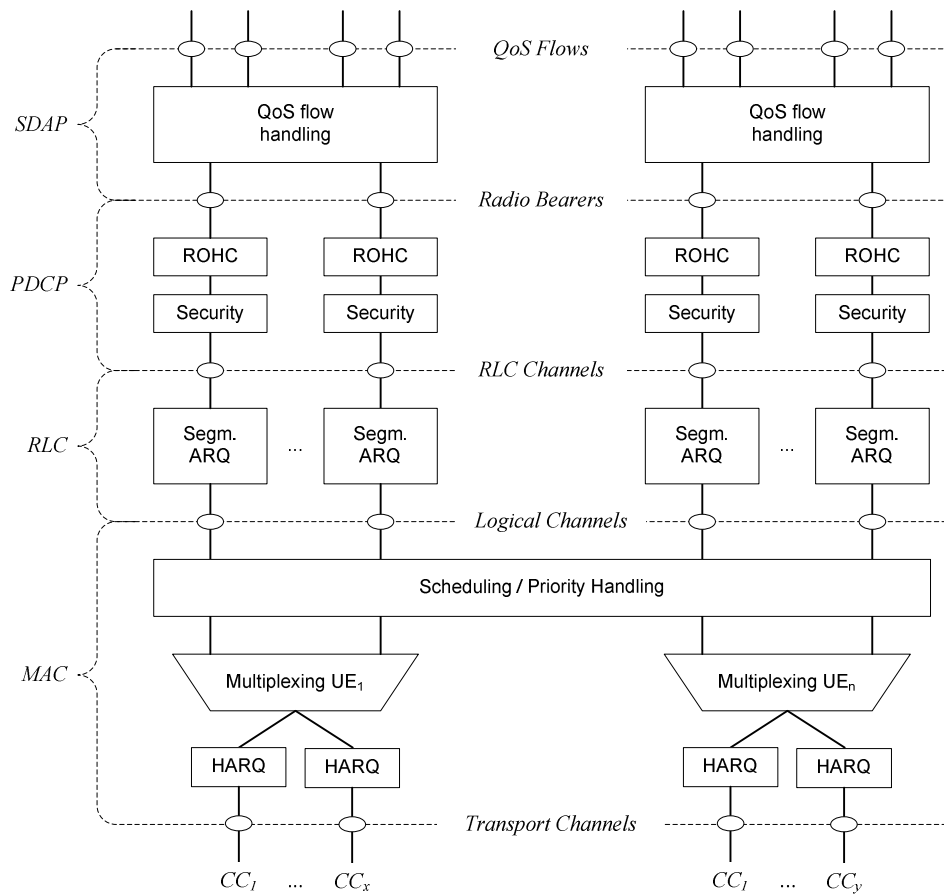 QoS Flows
SDAP
QoS flow
handling
QoS flow
handling
Radio Bearers
PDCP
ROHC
ROHC
ROHC
ROHC
Security
Security
Security
Security
RLC Channels
RLC
Segm.
ARQ
...
Segm.
ARQ
Segm.
ARQ
...
Segm.
ARQ
Logical Channels
MAC
Scheduling / Priority Handling
Multiplexing UE1
Multiplexing UEn
HARQ
HARQ
HARQ
HARQ
Transport Channels
CC1 ... CCx
CC1 ... CCy